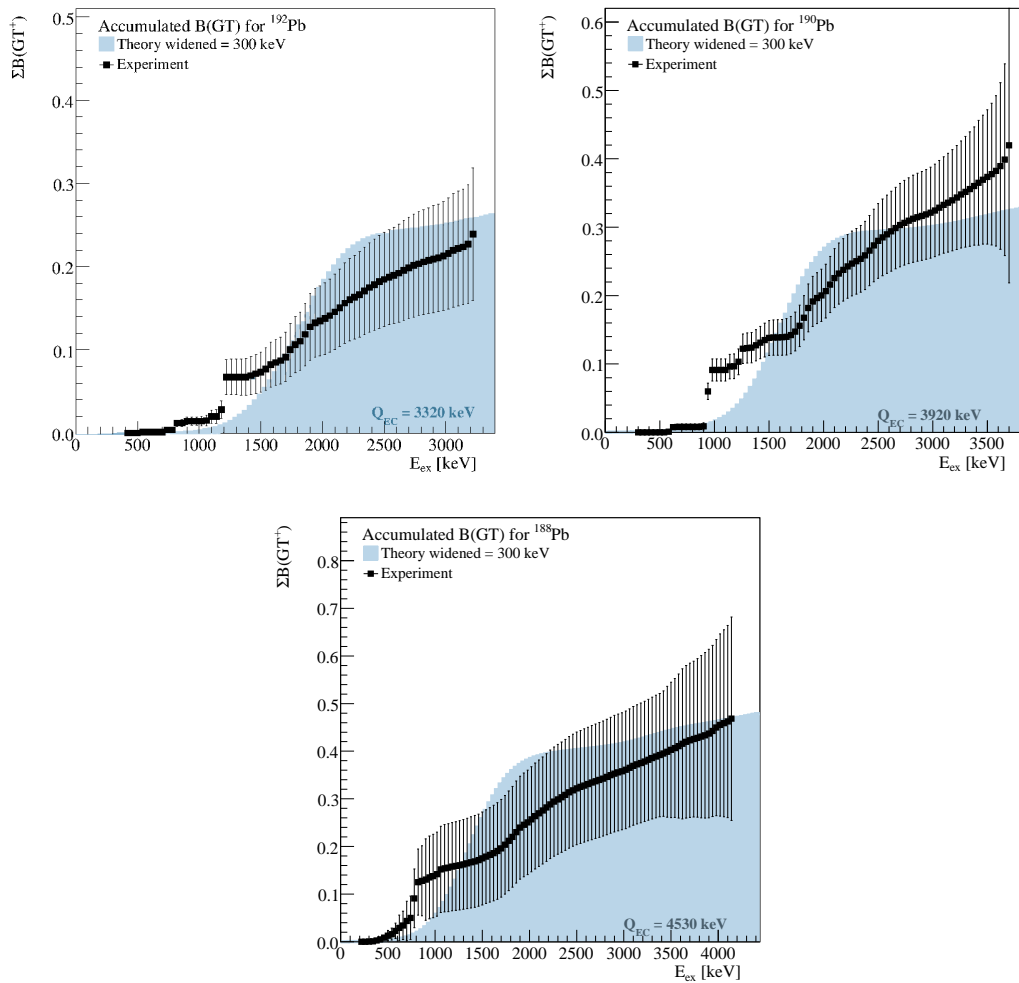 Accumulated B(GT) for ¹⁹²Pb
Theory widened = 300 keV
Experiment
ΣB(GT⁺)
0.5
0.4
0.3
0.2
0.1
0.0
Q_EC = 3320 keV
0 500 1000 1500 2000 2500 3000
E_ex [keV]
Accumulated B(GT) for ¹⁹⁰Pb
Theory widened = 300 keV
Experiment
ΣB(GT⁺)
0.6
0.5
0.4
0.3
0.2
0.1
0.0
Q_EC = 3920 keV
0 500 1000 1500 2000 2500 3000 3500
E_ex [keV]
Accumulated B(GT) for ¹⁸⁸Pb
Theory widened = 300 keV
Experiment
ΣB(GT⁺)
0.8
0.7
0.6
0.5
0.4
0.3
0.2
0.1
0.0
Q_EC = 4530 keV
0 500 1000 1500 2000 2500 3000 3500 4000
E_ex [keV]